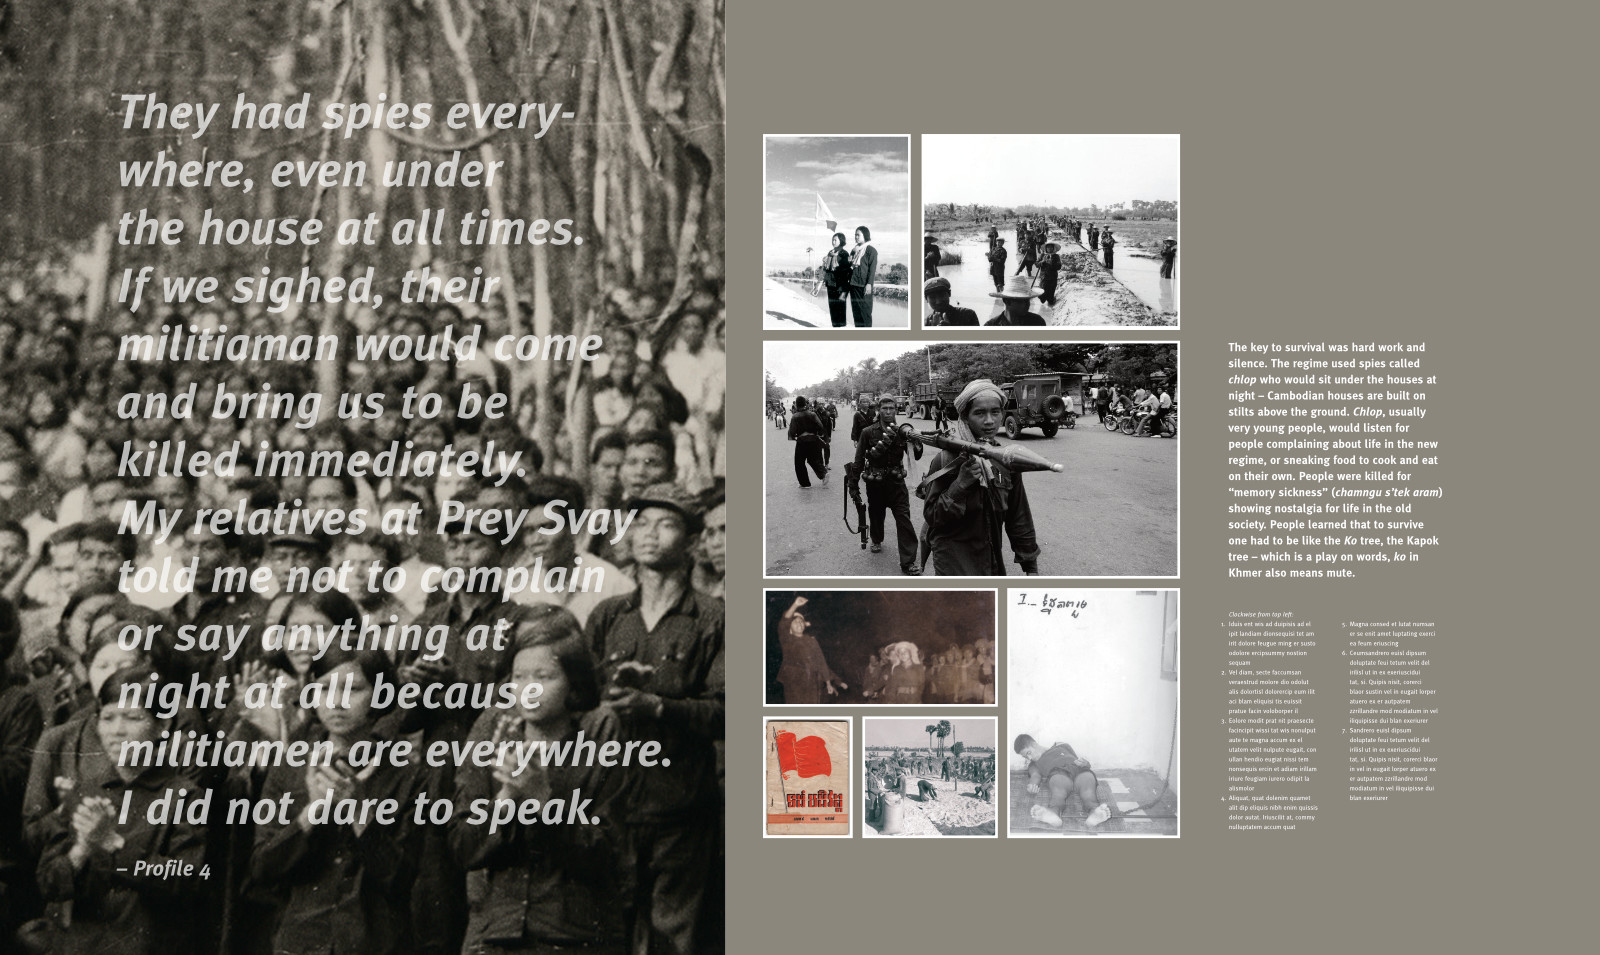 They had spies every-
where, even under
the house at all times.
If we sighed, their
militiaman would come
and bring us to be
killed immediately.
My relatives at Prey Svay
told me not to complain
or say anything at
night at all because
militiamen are everywhere.
I did not dare to speak.
– Profile 4
The key to survival was hard work and
silence. The regime used spies called
chlop who would sit under the houses at
night – Cambodian houses are built on
stilts above the ground. Chlop, usually
very young people, would listen for
people complaining about life in the new
regime, or sneaking food to cook and eat
on their own. People were killed for
“memory sickness” (chamngu s’tek aram)
showing nostalgia for life in the old
society. People learned that to survive
one had to be like the Ko tree, the Kapok
tree – which is a play on words, ko in
Khmer also means mute.
Clockwise from top left:
1. Iduis ent wis ad duipisis ad el
ipit landiam dionsequisi tet am
irit dolore feugue ming er susto
odolore ercipsummy nostion
sequam
2. Vel diam, secte faccumsan
veraestrud molore dio odolut
alis dolortisi dolorercip eum ilit
aci blam eliquisi tis euissit
pratue facin voloborper il
3. Eolore modit prat nit praesecte
facincipit wissi tat wis nonulput
aute te magna accum ex el
utatem velit nulpute eugait, con
ullan hendio eugrat nissi tem
nonsequis ercin et adiam irillam
iriure feugiam iurero odipit la
alismolor
4. Aliquat, quat dolenim quamet
alit dip eliquis nibh enim quissis
dolor autat. Iriuscilit at, commy
nulluptatem accum quat
5. Magna consed et lutat numsan
er se enit amet luptating exerci
ea feum eriuscing
6. Ceumsandrero euisl dipsum
doluptate feui tetum velit del
irilisl ut in ex exeriuscidui
tat, si. Quipis nisit, corerci
blaor sustin vel in eugait lorper
atuero ex er autpatem
zzrillandre mod modiatum in vel
iliquipisse dui blan exeriurer
7. Sandrero euisl dipsum
doluptate feui tetum velit del
irilisl ut in ex exeriuscidui
tat, si. Quipis nisit, corerci blaor
in vel in eugait lorper atuero ex
er autpatem zzrillandre mod
modiatum in vel iliquipisse dui
blan exeriurer